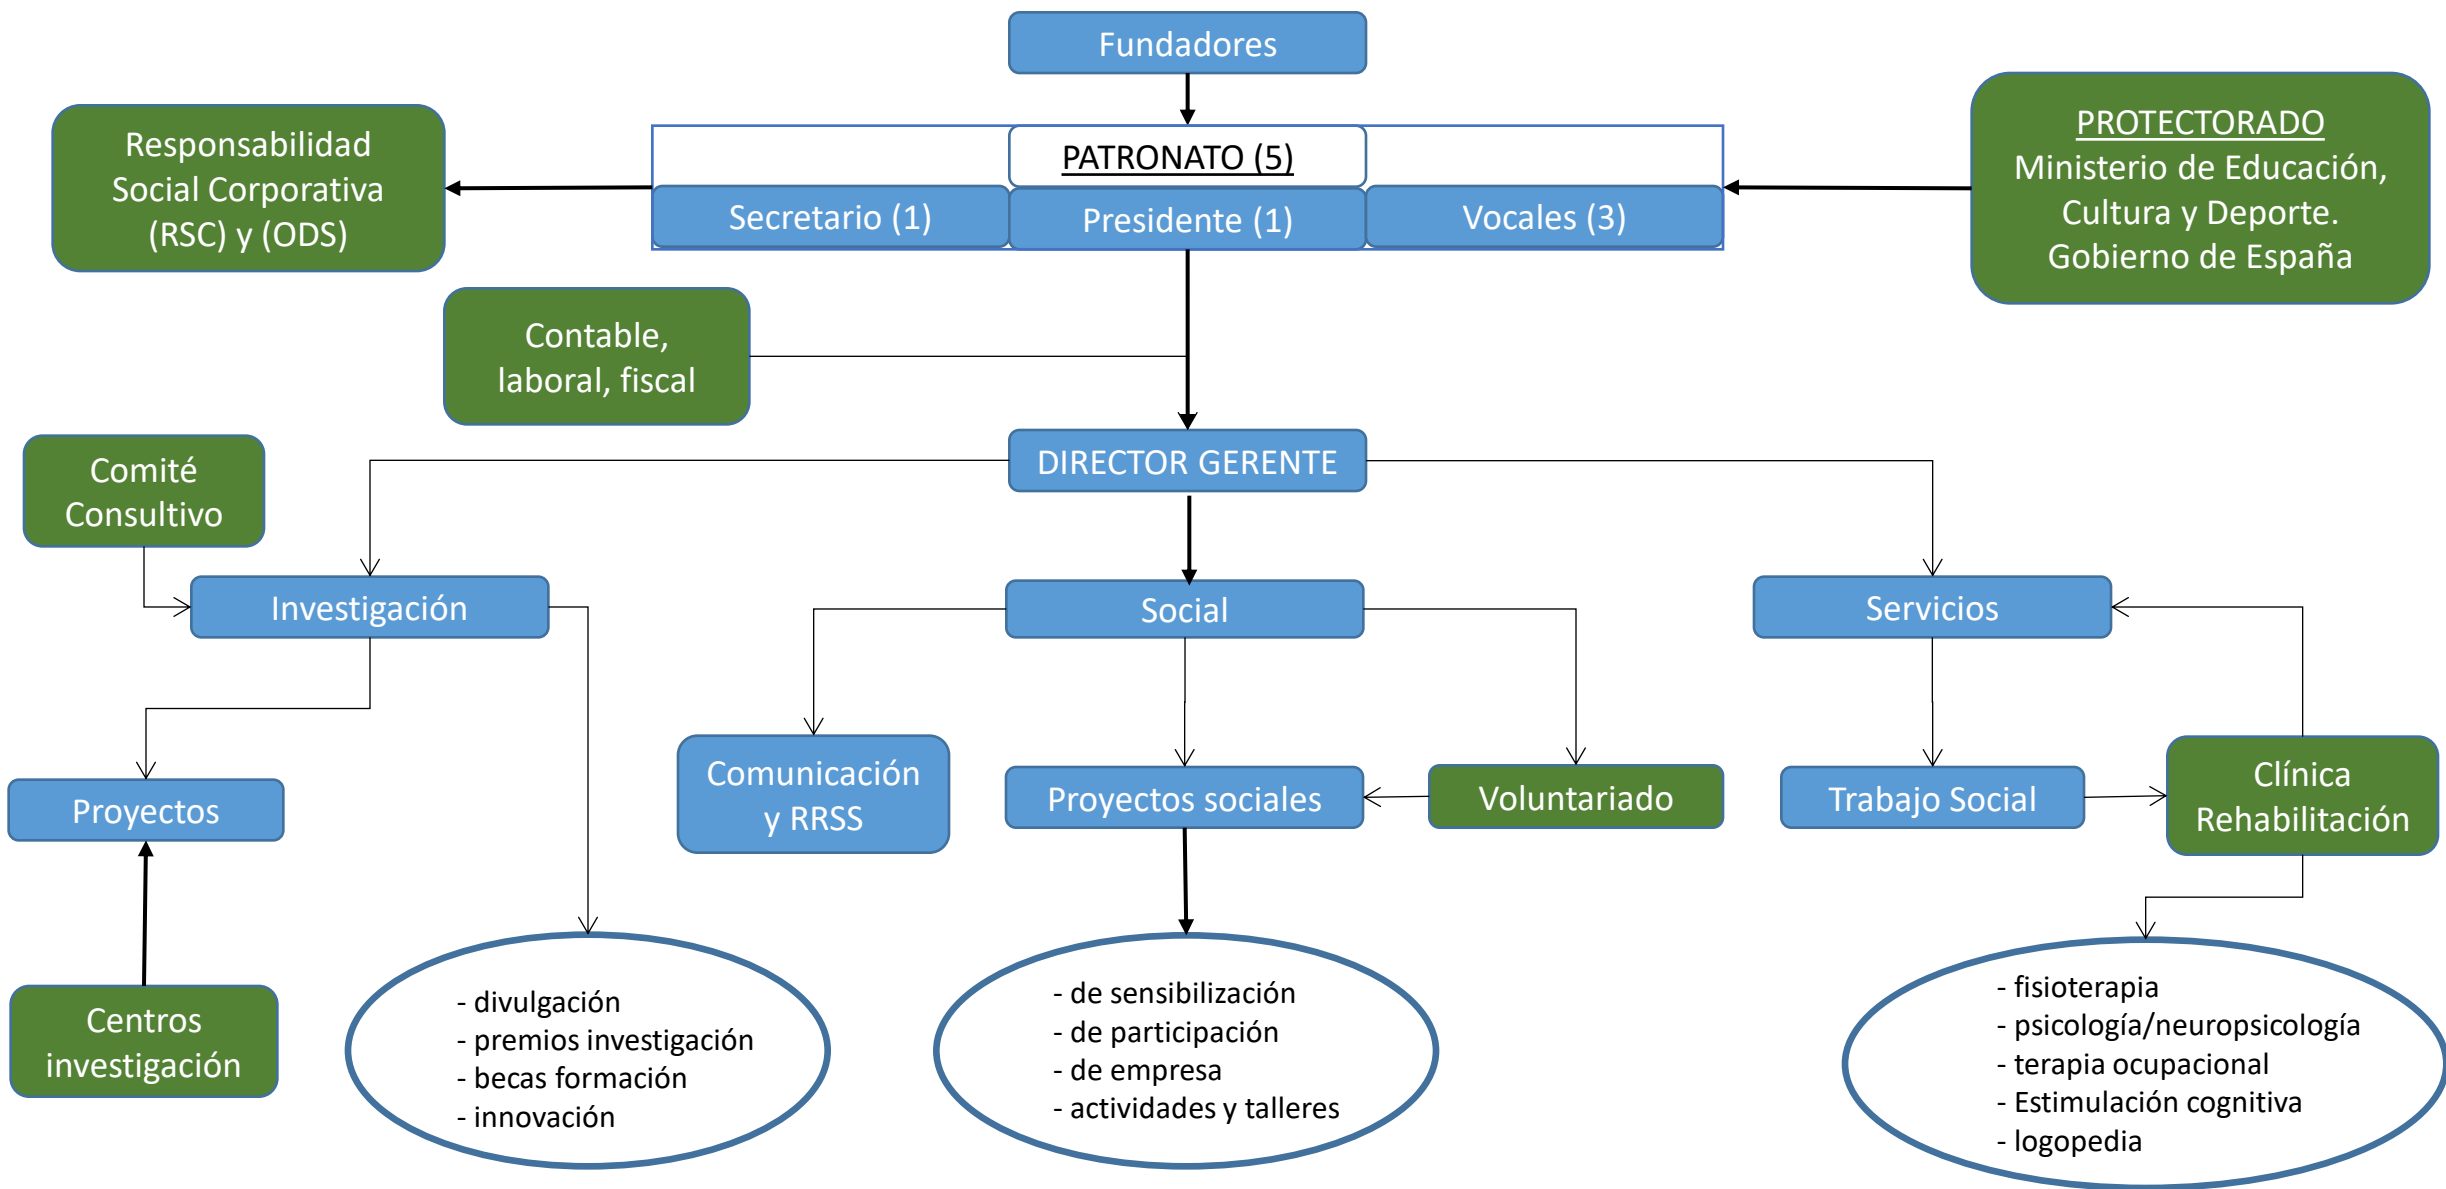 Fundadores
Responsabilidad
Social Corporativa
(RSC) y (ODS)
PATRONATO (5)
Secretario (1)
Presidente (1)
Vocales (3)
PROTECTORADO
Ministerio de Educación,
Cultura y Deporte.
Gobierno de España
Contable,
laboral, fiscal
DIRECTOR GERENTE
Comité
Consultivo
Investigación
Social
Servicios
Proyectos
Comunicación
y RRSS
Proyectos sociales
Voluntariado
Trabajo Social
Clínica
Rehabilitación
Centros
investigación
- divulgación
- premios investigación
- becas formación
- innovación
- de sensibilización
- de participación
- de empresa
- actividades y talleres
- fisioterapia
- psicología/neuropsicología
- terapia ocupacional
- Estimulación cognitiva
- logopedia